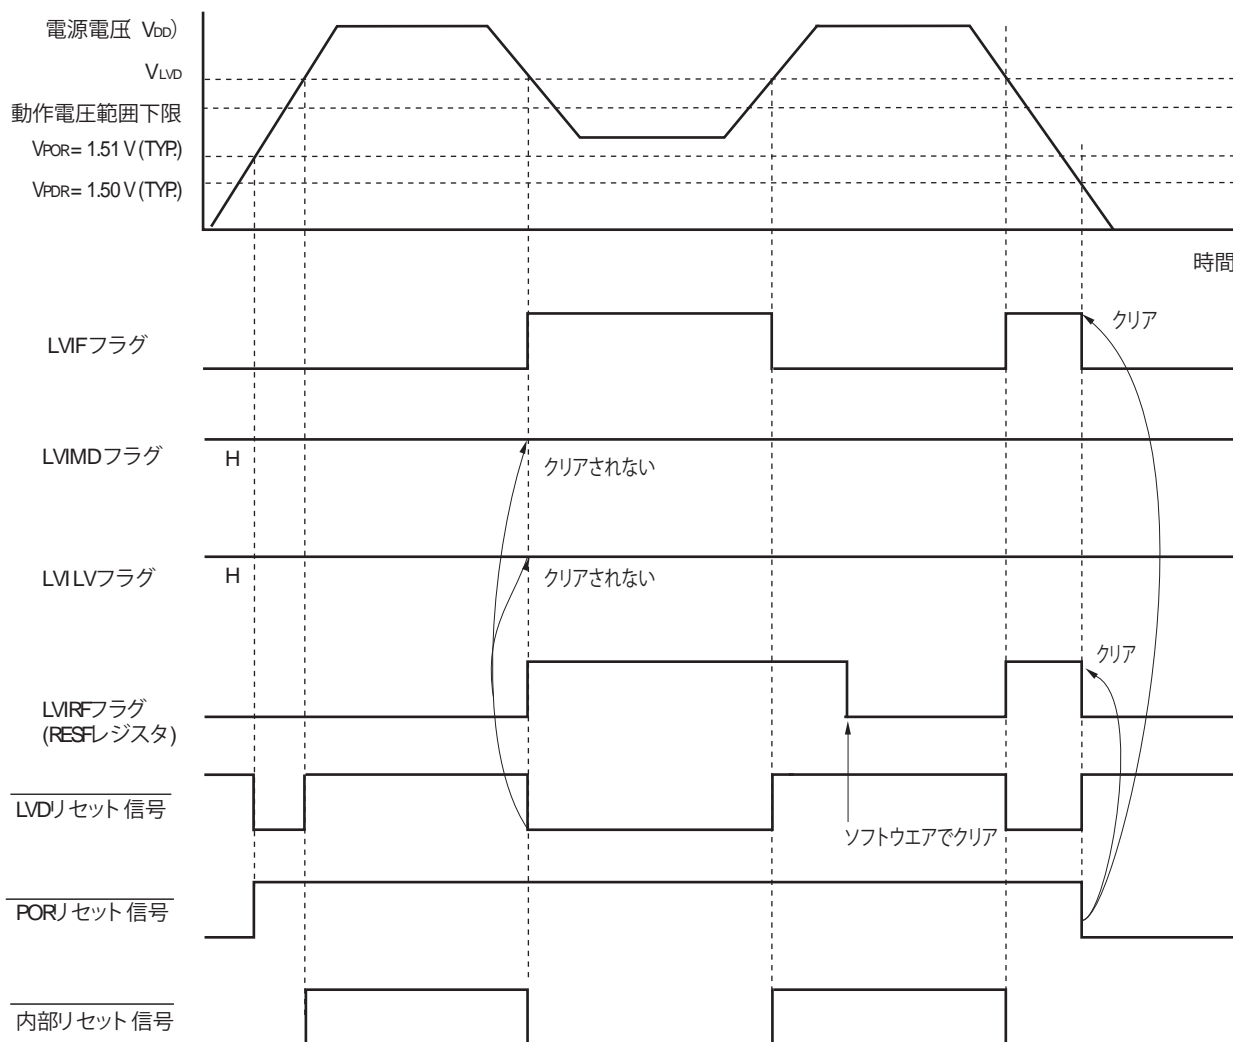 電源電圧( VDD)
VLVD
動作電圧範囲下限
VPOR = 1.51 V (TYP.)
VPDR = 1.50 V (TYP.)
時間
LVIFフラグ
クリア
LVIMDフラグ
H
クリアされない
LVILVフラグ
H
クリアされない
クリア
LVIRFフラグ
(RESFレジスタ)
LVDリセット信号
ソフトウエアでクリア
PORリセット信号
内部リセット信号